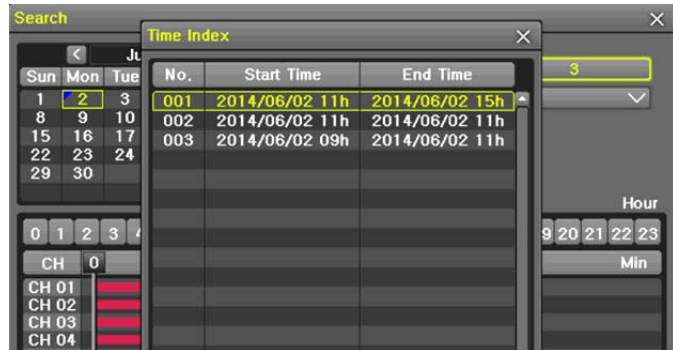 Search
Time Index
Ju
3
Sun Mon Tue
No. Start Time End Time
1 2 3
001 2014/06/02 11h 2014/06/02 15h
8 9 10
002 2014/06/02 11h 2014/06/02 11h
15 16 17
003 2014/06/02 09h 2014/06/02 11h
22 23 24
29 30
Hour
0 1 2 3
9 20 21 22 23
CH 0 Min
CH 01
CH 02
CH 03
CH 04